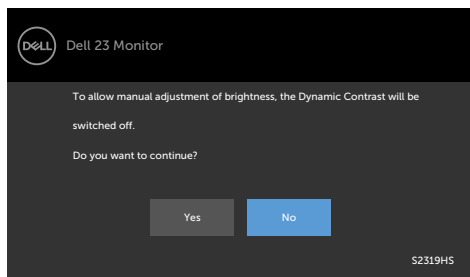 DELL
Dell 23 Monitor
To allow manual adjustment of brightness, the Dynamic Contrast will be
switched off.
Do you want to continue?
Yes
No
S2319HS